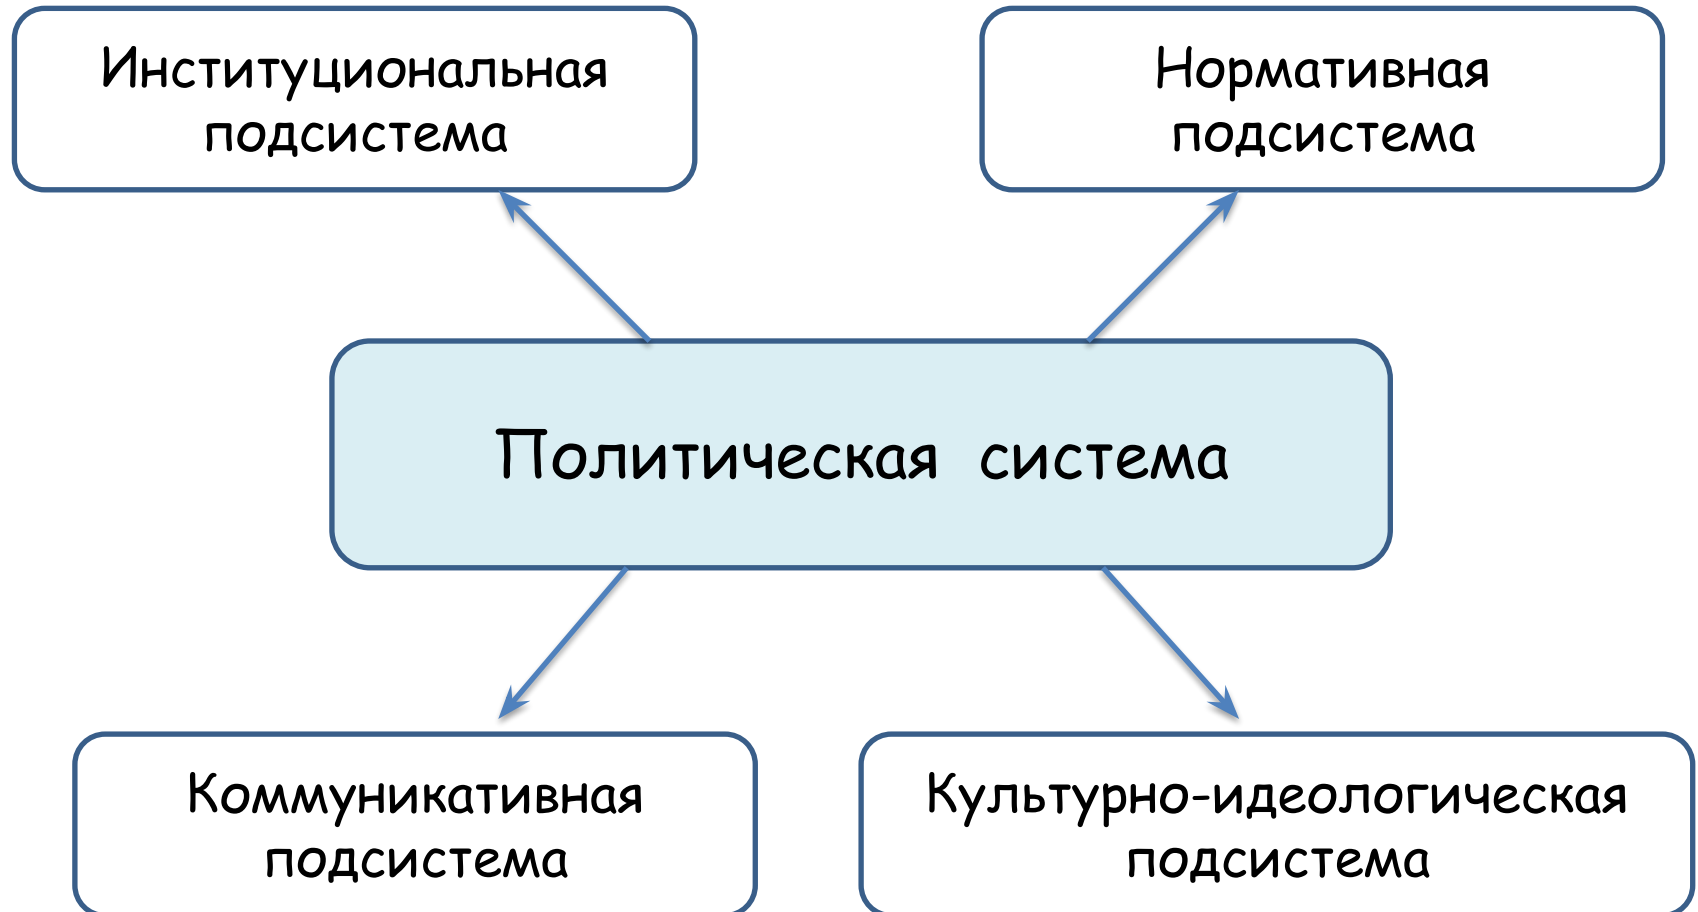 Институциональная
подсистема
Нормативная
подсистема
Политическая система
Коммуникативная
подсистема
Культурно-идеологическая
подсистема